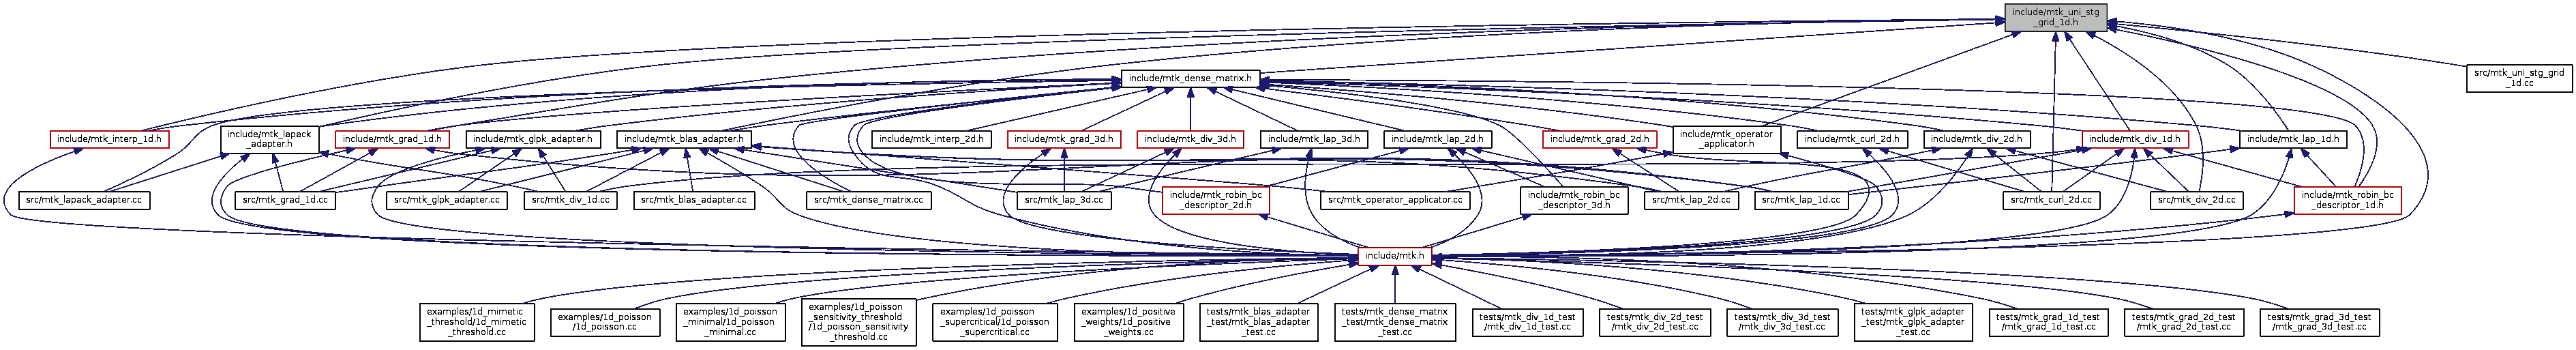 include/mtk_uni_stg
_grid_1d.h
include/mtk_dense_matrix.h
src/mtk_uni_stg_grid
_1d.cc
include/mtk_interp_1d.h
include/mtk_lapack
_adapter.h
include/mtk_grad_1d.h
include/mtk_glpk_adapter.h
include/mtk_blas_adapter.h
include/mtk_interp_2d.h
include/mtk_grad_3d.h
include/mtk_div_3d.h
include/mtk_lap_3d.h
include/mtk_lap_2d.h
include/mtk_grad_2d.h
include/mtk_operator
_applicator.h
include/mtk_curl_2d.h
include/mtk_div_2d.h
include/mtk_div_1d.h
include/mtk_lap_1d.h
src/mtk_lapack_adapter.cc
src/mtk_grad_1d.cc
src/mtk_glpk_adapter.cc
src/mtk_div_1d.cc
src/mtk_blas_adapter.cc
src/mtk_dense_matrix.cc
src/mtk_lap_3d.cc
include/mtk_robin_bc
_descriptor_2d.h
src/mtk_operator_applicator.cc
include/mtk_robin_bc
_descriptor_3d.h
src/mtk_lap_2d.cc
src/mtk_lap_1d.cc
src/mtk_curl_2d.cc
src/mtk_div_2d.cc
include/mtk_robin_bc
_descriptor_1d.h
include/mtk.h
examples/1d_mimetic
_threshold/1d_mimetic
_threshold.cc
examples/1d_poisson
/1d_poisson.cc
examples/1d_poisson
_minimal/1d_poisson
_minimal.cc
examples/1d_poisson
_sensitivity_threshold
/1d_poisson_sensitivity
_threshold.cc
examples/1d_poisson
_supercritical/1d_poisson
_supercritical.cc
examples/1d_positive
_weights/1d_positive
_weights.cc
tests/mtk_blas_adapter
_test/mtk_blas_adapter
_test.cc
tests/mtk_dense_matrix
_test/mtk_dense_matrix
_test.cc
tests/mtk_div_1d_test
/mtk_div_1d_test.cc
tests/mtk_div_2d_test
/mtk_div_2d_test.cc
tests/mtk_div_3d_test
/mtk_div_3d_test.cc
tests/mtk_glpk_adapter
_test/mtk_glpk_adapter
_test.cc
tests/mtk_grad_1d_test
/mtk_grad_1d_test.cc
tests/mtk_grad_2d_test
/mtk_grad_2d_test.cc
tests/mtk_grad_3d_test
/mtk_grad_3d_test.cc